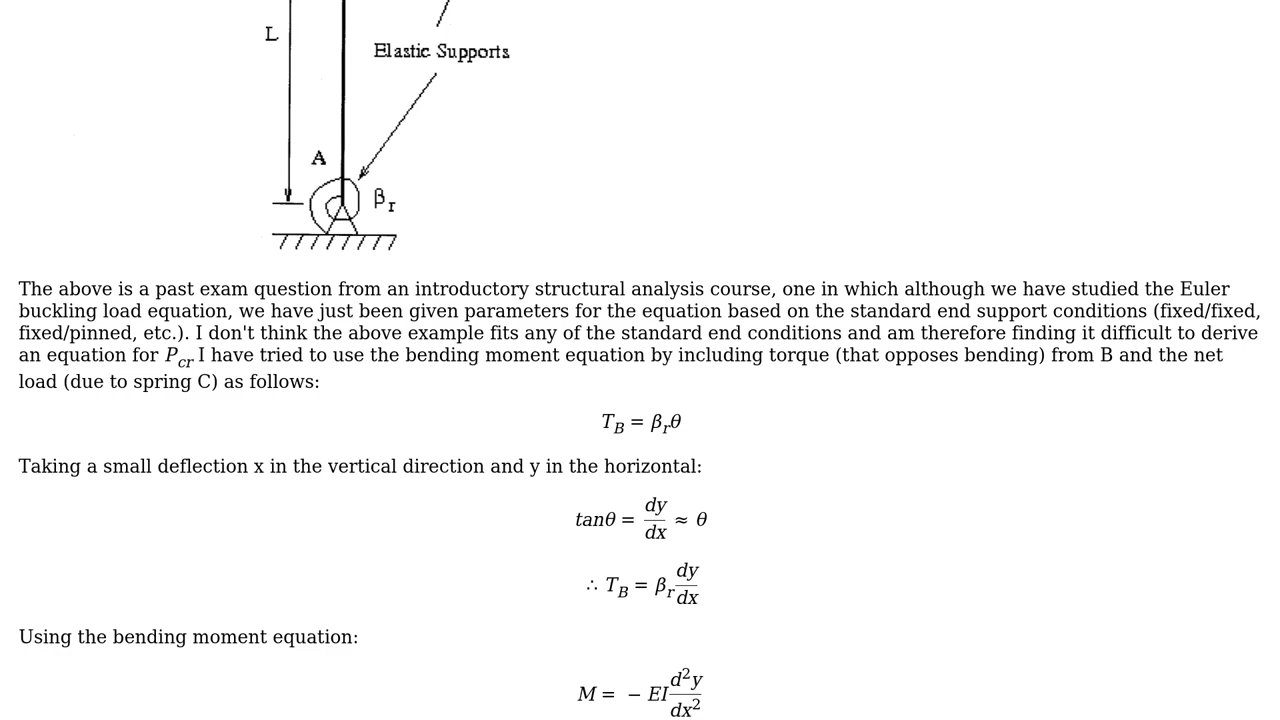 L
Elastic Supports
A
βr
The above is a past exam question from an introductory structural analysis course, one in which although we have studied the Euler
buckling load equation, we have just been given parameters for the equation based on the standard end support conditions (fixed/fixed,
fixed/pinned, etc.). I don't think the above example fits any of the standard end conditions and am therefore finding it difficult to derive
an equation for P_cr I have tried to use the bending moment equation by including torque (that opposes bending) from B and the net
load (due to spring C) as follows:
T_B = β_rθ
Taking a small deflection x in the vertical direction and y in the horizontal:
tanθ = dy/dx ≈ θ
∴ T_B = β_r dy/dx
Using the bending moment equation:
M = − EI d²y/dx²